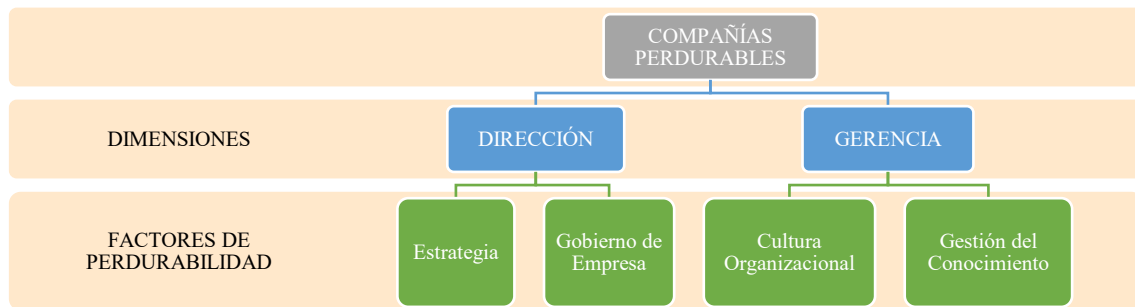 COMPAÑÍAS
PERDURABLES
DIMENSIONES
DIRECCIÓN
GERENCIA
FACTORES DE
PERDURABILIDAD
Estrategia
Gobierno de
Empresa
Cultura
Organizacional
Gestión del
Conocimiento